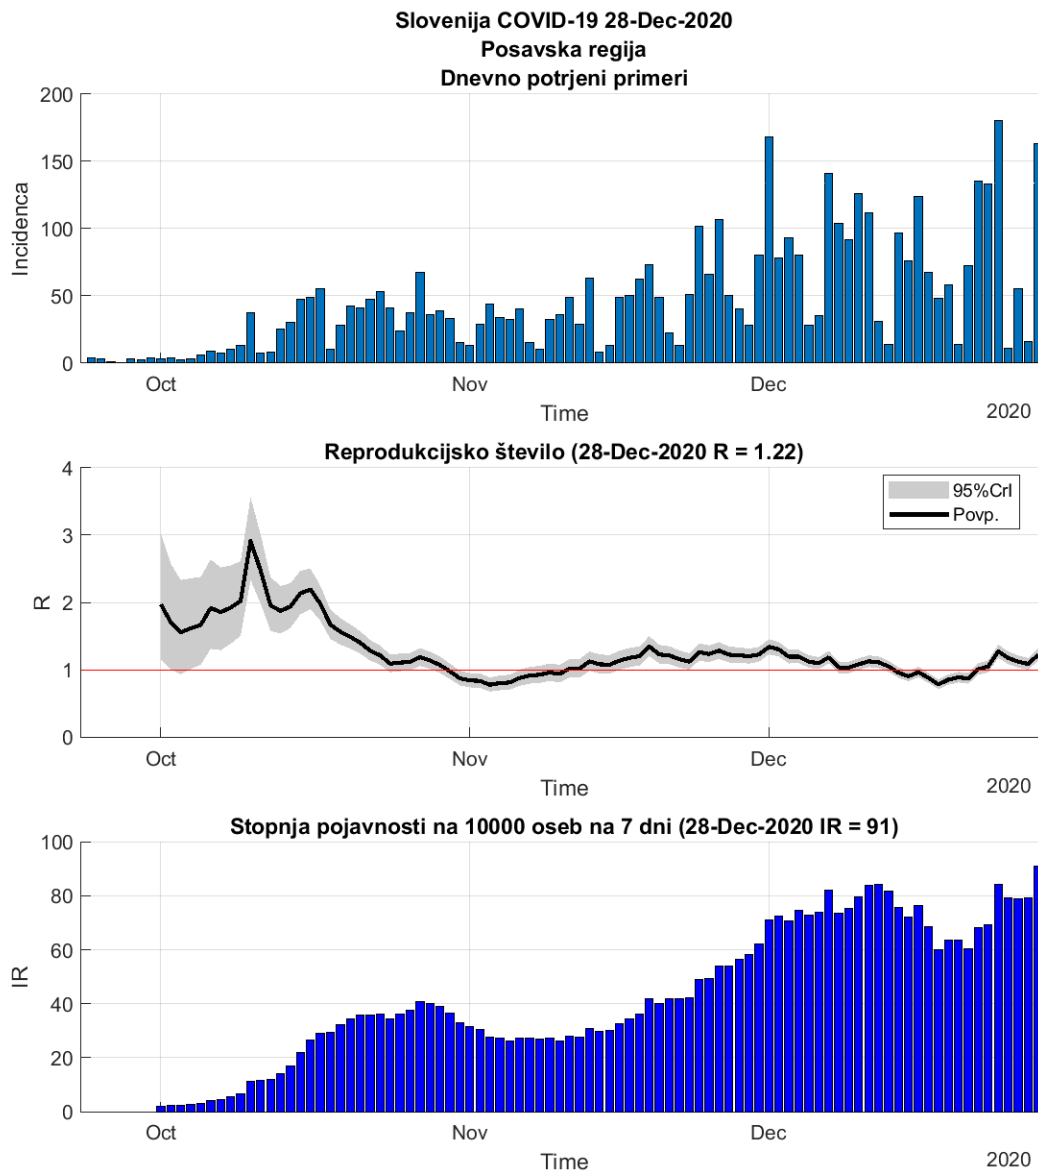 Slovenija COVID-19 28-Dec-2020
Posavska regija
Dnevno potrjeni primeri
200
150
100
50
0
Incidenca
Oct
Nov
Dec
Time
2020
Reprodukcijsko število (28-Dec-2020 R = 1.22)
4
3
2
1
0
R
95%CrI
Povp.
Oct
Nov
Dec
Time
2020
Stopnja pojavnosti na 10000 oseb na 7 dni (28-Dec-2020 IR = 91)
100
80
60
40
20
0
IR
Oct
Nov
Dec
Time
2020